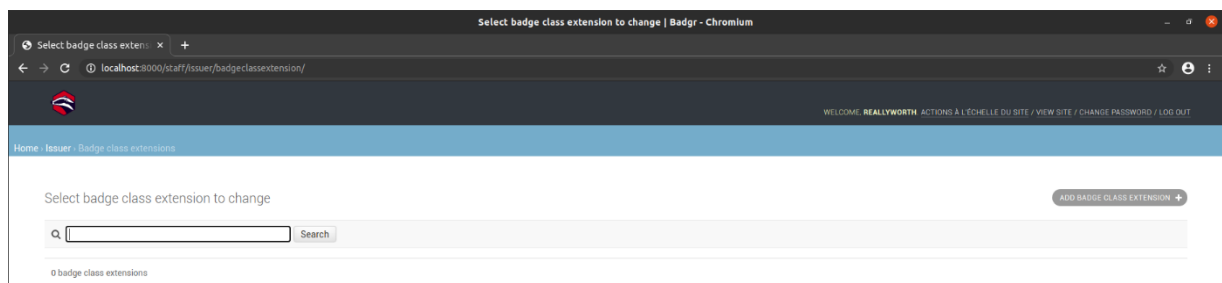 Select badge class extension to change | Badgr - Chromium
Select badge class extens
localhost:8000/staff/issuer/badgeclassextension/
WELCOME, REALLYWORTH. ACTIONS À L'ÉCHELLE DU SITE / VIEW SITE / CHANGE PASSWORD / LOG OUT
Home › Issuer › Badge class extensions
Select badge class extension to change
ADD BADGE CLASS EXTENSION +
Search
0 badge class extensions